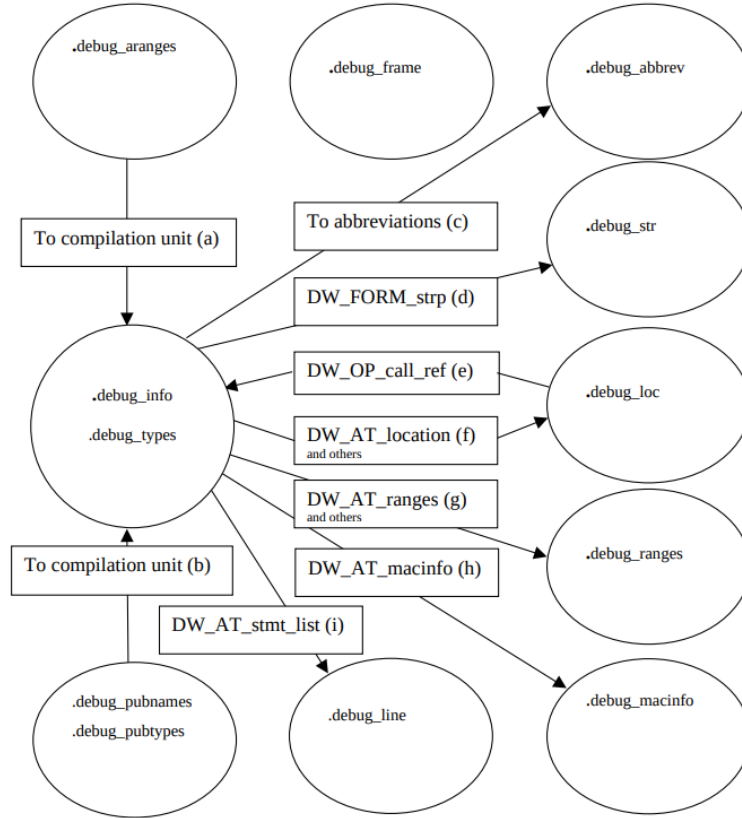 .debug_aranges
.debug_frame
.debug_abbrev
To compilation unit (a)
To abbreviations (c)
.debug_str
DW_FORM_strp (d)
DW_OP_call_ref (e)
.debug_info
.debug_types
.debug_loc
DW_AT_location (f)
and others
DW_AT_ranges (g)
and others
.debug_ranges
To compilation unit (b)
DW_AT_macinfo (h)
DW_AT_stmt_list (i)
.debug_pubnames
.debug_pubtypes
.debug_line
.debug_macinfo